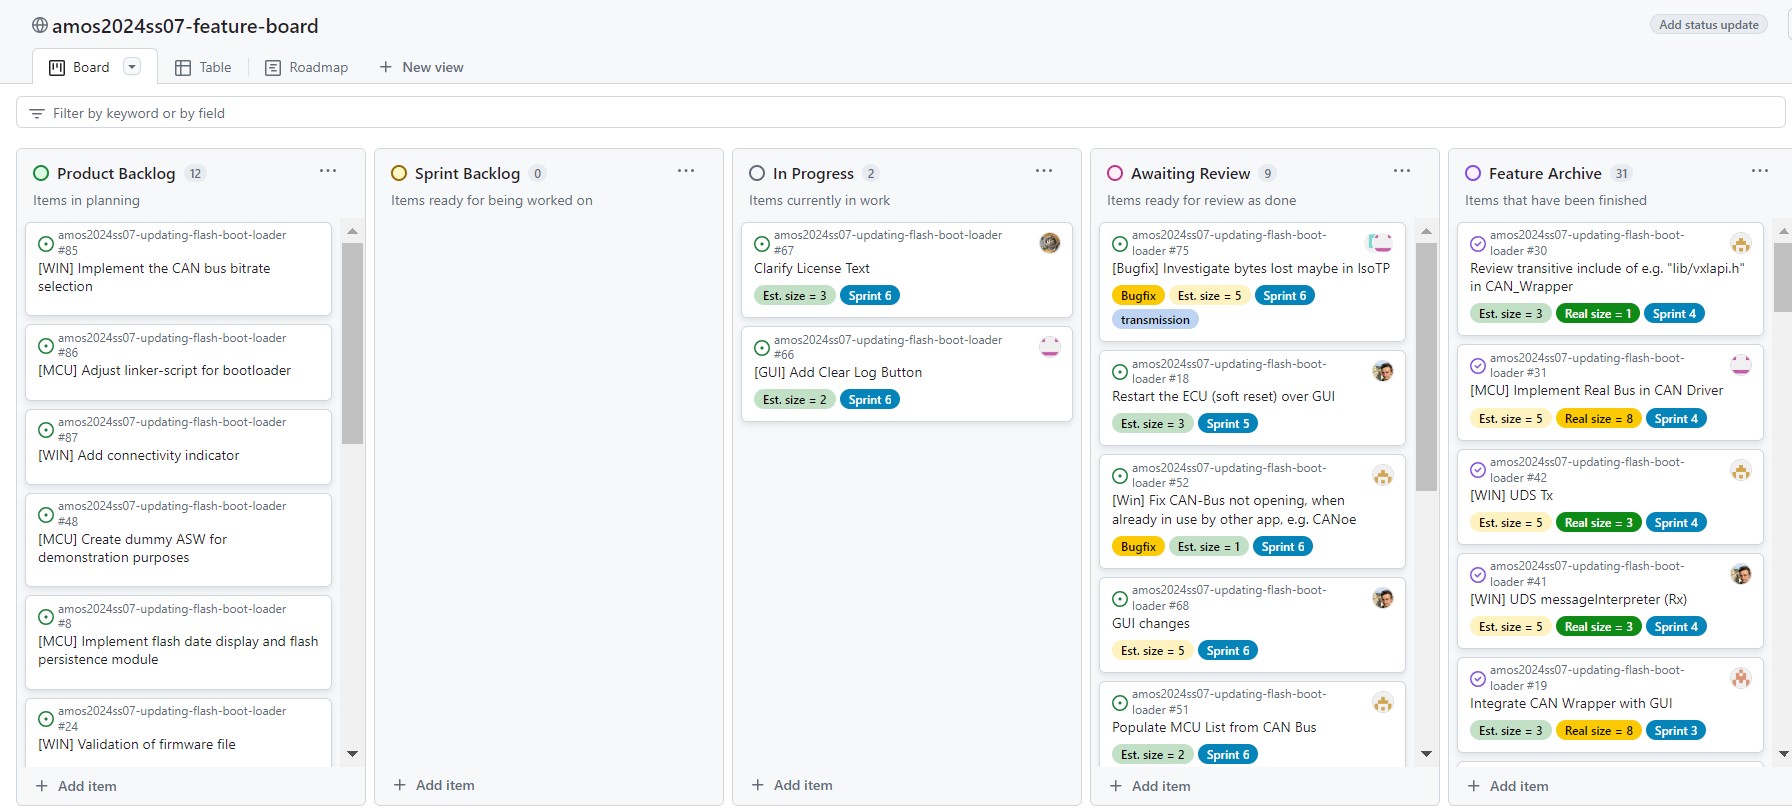 amos2024ss07-feature-board
Add status update
Board
Table
Roadmap
New view
Filter by keyword or by field
Product Backlog 12
Items in planning
amos2024ss07-updating-flash-boot-loader
#85
[WIN] Implement the CAN bus bitrate
selection
amos2024ss07-updating-flash-boot-loader
#86
[MCU] Adjust linker-script for bootloader
amos2024ss07-updating-flash-boot-loader
#87
[WIN] Add connectivity indicator
amos2024ss07-updating-flash-boot-loader
#48
[MCU] Create dummy ASW for
demonstration purposes
amos2024ss07-updating-flash-boot-loader
#8
[MCU] Implement flash date display and flash
persistence module
amos2024ss07-updating-flash-boot-loader
#24
[WIN] Validation of firmware file
+ Add item
Sprint Backlog 0
Items ready for being worked on
+ Add item
In Progress 2
Items currently in work
amos2024ss07-updating-flash-boot-loader
#67
Clarify License Text
Est. size = 3 Sprint 6
amos2024ss07-updating-flash-boot-loader
#66
[GUI] Add Clear Log Button
Est. size = 2 Sprint 6
+ Add item
Awaiting Review 9
Items ready for review as done
amos2024ss07-updating-flash-boot-
loader #75
[Bugfix] Investigate bytes lost maybe in IsoTP
Bugfix Est. size = 5 Sprint 6
transmission
amos2024ss07-updating-flash-boot-
loader #18
Restart the ECU (soft reset) over GUI
Est. size = 3 Sprint 5
amos2024ss07-updating-flash-boot-
loader #52
[Win] Fix CAN-Bus not opening, when
already in use by other app, e.g. CANoe
Bugfix Est. size = 1 Sprint 6
amos2024ss07-updating-flash-boot-
loader #68
GUI changes
Est. size = 5 Sprint 6
amos2024ss07-updating-flash-boot-
loader #51
Populate MCU List from CAN Bus
Est. size = 2 Sprint 6
+ Add item
Feature Archive 31
Items that have been finished
amos2024ss07-updating-flash-boot-
loader #30
Review transitive include of e.g. "lib/vxlapi.h"
in CAN_Wrapper
Est. size = 3 Real size = 1 Sprint 4
amos2024ss07-updating-flash-boot-
loader #31
[MCU] Implement Real Bus in CAN Driver
Est. size = 5 Real size = 8 Sprint 4
amos2024ss07-updating-flash-boot-
loader #42
[WIN] UDS Tx
Est. size = 5 Real size = 3 Sprint 4
amos2024ss07-updating-flash-boot-
loader #41
[WIN] UDS messageInterpreter (Rx)
Est. size = 5 Real size = 3 Sprint 4
amos2024ss07-updating-flash-boot-
loader #19
Integrate CAN Wrapper with GUI
Est. size = 3 Real size = 8 Sprint 3
+ Add item